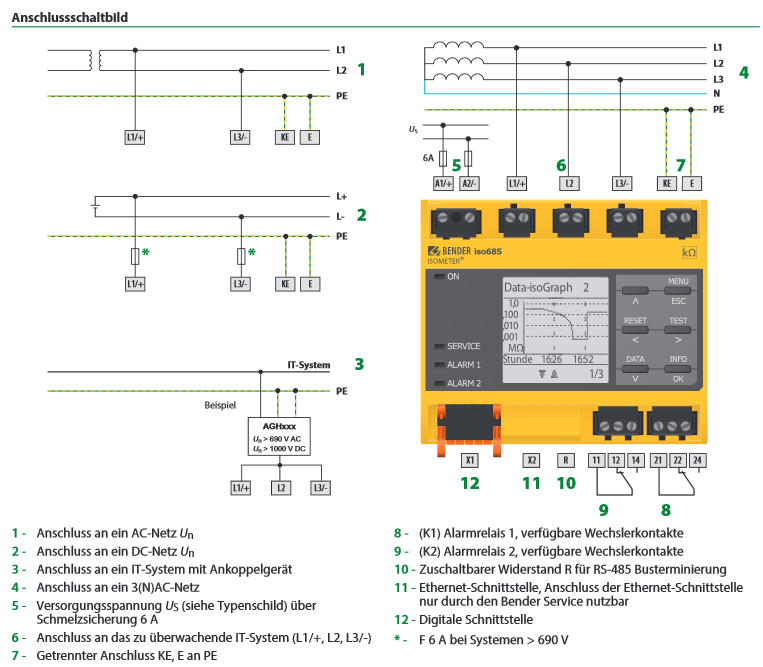 Anschlussschaltbild
L1
L2
1
PE
L1/+
L3/-
KE
E
L+
L-
2
PE
*
*
L1/+
L3/-
KE
E
IT-System
3
PE
Beispiel
AGHxxx
Un > 690 V AC
Un > 1000 V DC
L1/+
L2
L3/-
L1
L2
L3
4
N
PE
US
6A
5
6
7
A1/+
A2/-
L1/+
L2
L3/-
KE
E
BENDER iso685
ISOMETER®
kΩ
ON
SERVICE
ALARM 1
ALARM 2
Data-isoGraph 2
1,0
,100
,010
,001
MΩ
Stunde 1626 1652
1/3
MENU
Λ
ESC
RESET
TEST
<
>
DATA
INFO
V
OK
X1
X2
R
11
12
14
21
22
24
12
11
10
9
8
1 - Anschluss an ein AC-Netz Un
2 - Anschluss an ein DC-Netz Un
3 - Anschluss an ein IT-System mit Ankoppelgerät
4 - Anschluss an ein 3(N)AC-Netz
5 - Versorgungsspannung US (siehe Typenschild) über
Schmelzsicherung 6 A
6 - Anschluss an das zu überwachende IT-System (L1/+, L2, L3/-)
7 - Getrennter Anschluss KE, E an PE
8 - (K1) Alarmrelais 1, verfügbare Wechslerkontakte
9 - (K2) Alarmrelais 2, verfügbare Wechslerkontakte
10 - Zuschaltbarer Widerstand R für RS-485 Busterminierung
11 - Ethernet-Schnittstelle, Anschluss der Ethernet-Schnittstelle
nur durch den Bender Service nutzbar
12 - Digitale Schnittstelle
* - F 6 A bei Systemen > 690 V